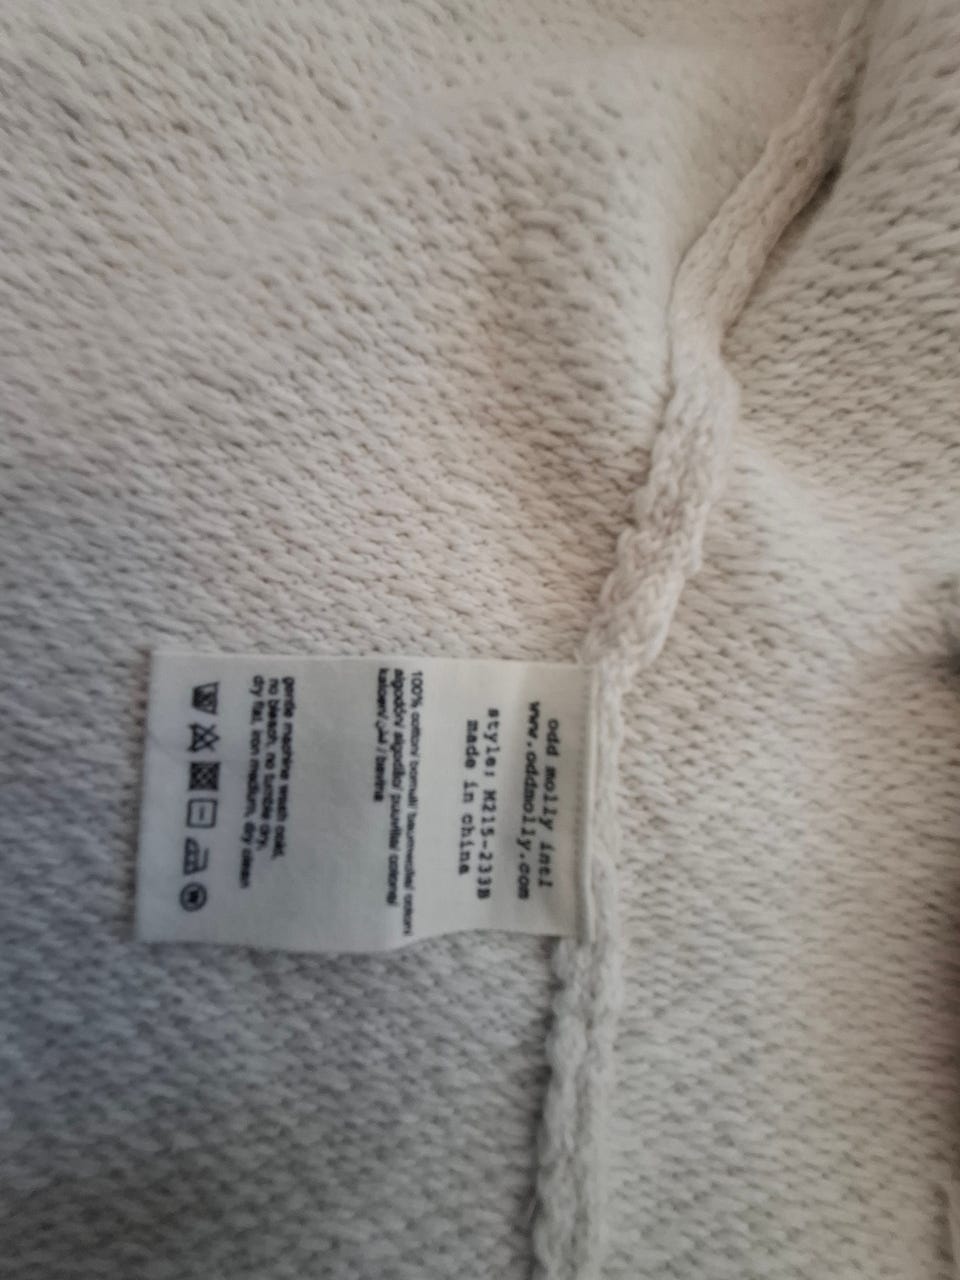 odd molly intl
www.oddmolly.com
style: M215-233B
made in china
100% cotton/ bomull/ baumwolle/ coton/
algodón/ algodão/ puuvilla/ cotone/
katoen/قطن
gentle machine wash cold,
no bleach, no tumble dry,
dry flat, iron medium, dry clean